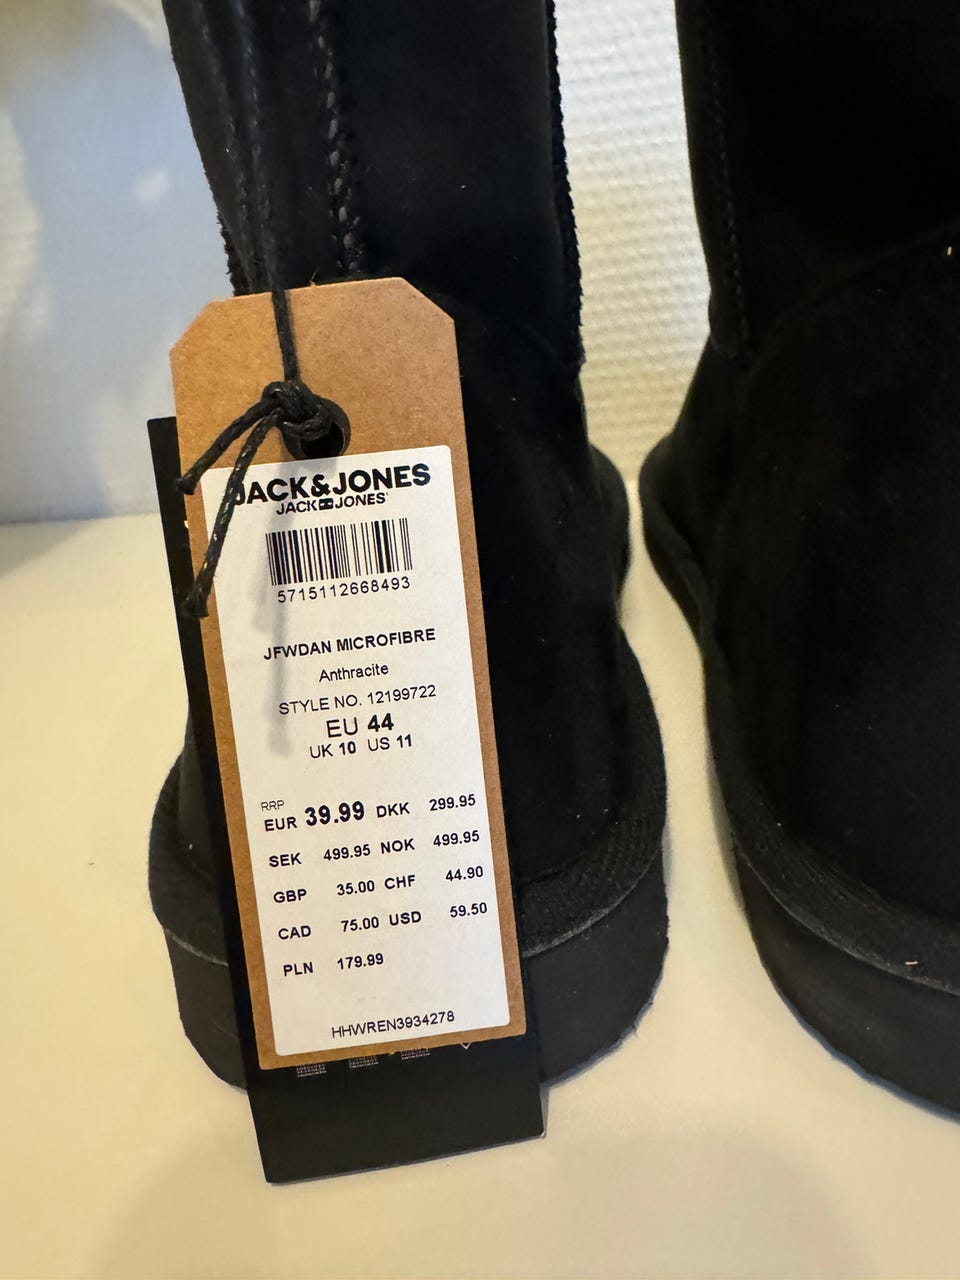 JACK&JONES
JACK JONES
5715112668493
JFWDAN MICROFIBRE
Anthracite
STYLE NO. 12199722
EU 44
UK 10 US 11
RRP
EUR 39.99 DKK 299.95
SEK 499.95 NOK 499.95
GBP 35.00 CHF 44.90
CAD 75.00 USD 59.50
PLN 179.99
HHWREN3934278